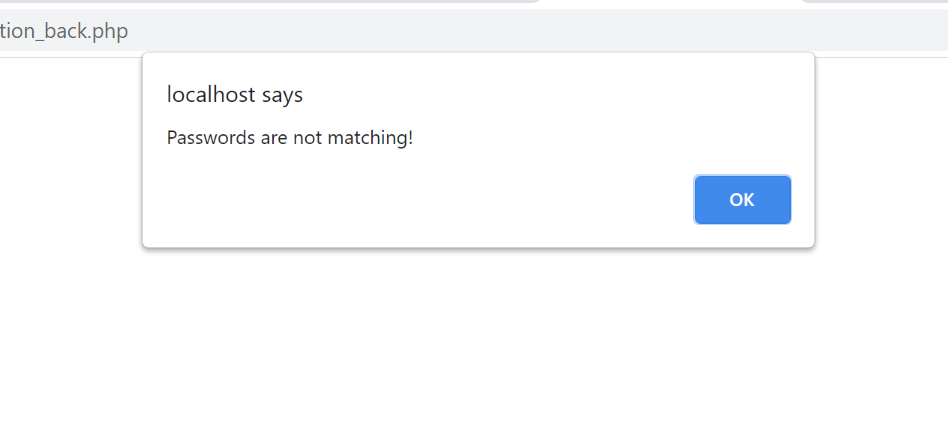 tion_back.php
localhost says
Passwords are not matching!
OK